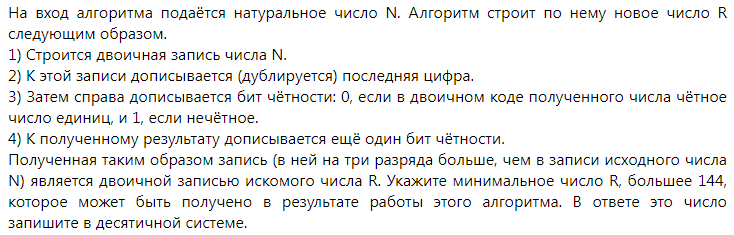 На вход алгоритма подаётся натуральное число N. Алгоритм строит по нему новое число R
следующим образом.
1) Строится двоичная запись числа N.
2) К этой записи дописывается (дублируется) последняя цифра.
3) Затем справа дописывается бит чётности: 0, если в двоичном коде полученного числа чётное
число единиц, и 1, если нечётное.
4) К полученному результату дописывается ещё один бит чётности.
Полученная таким образом запись (в ней на три разряда больше, чем в записи исходного числа
N) является двоичной записью искомого числа R. Укажите минимальное число R, большее 144,
которое может быть получено в результате работы этого алгоритма. В ответе это число
запишите в десятичной системе.